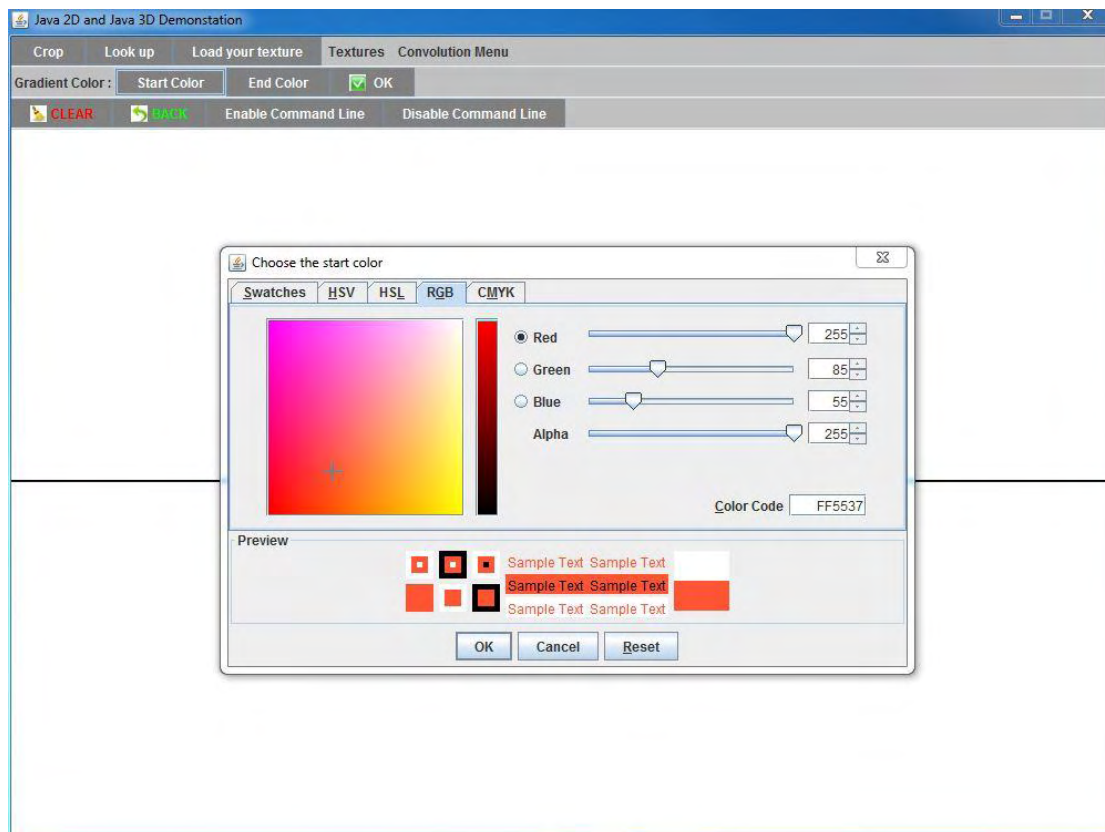 Java 2D and Java 3D Demonstation
Crop Look up Load your texture Textures Convolution Menu
Gradient Color : Start Color End Color OK
CLEAR BACK Enable Command Line Disable Command Line
Choose the start color
Swatches HSV HSL RGB CMYK
Red 255
Green 85
Blue 55
Alpha 255
Color Code FF5537
Preview
Sample Text Sample Text
Sample Text Sample Text
Sample Text Sample Text
OK Cancel Reset